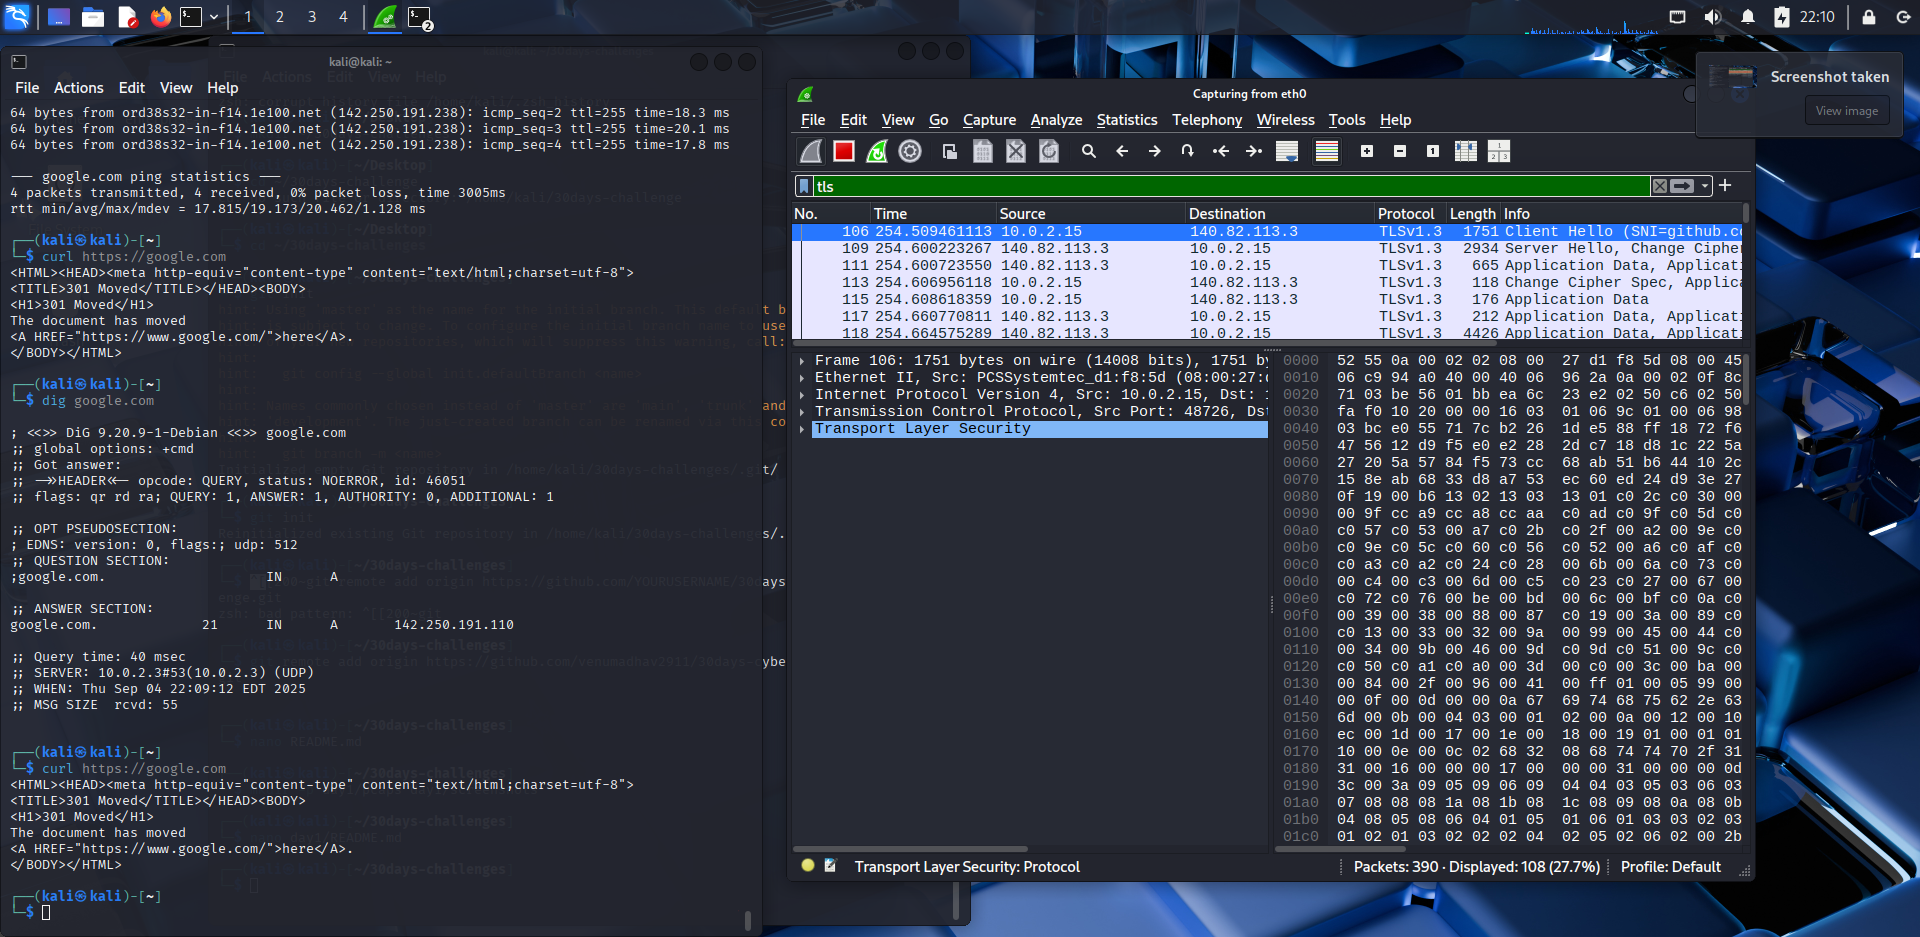 1 2 3 4
2
22:10
kali@kali: ~
File Actions Edit View Help
64 bytes from ord38s32-in-f14.1e100.net (142.250.191.238): icmp_seq=2 ttl=255 time=18.3 ms
64 bytes from ord38s32-in-f14.1e100.net (142.250.191.238): icmp_seq=3 ttl=255 time=20.1 ms
64 bytes from ord38s32-in-f14.1e100.net (142.250.191.238): icmp_seq=4 ttl=255 time=17.8 ms
--- google.com ping statistics ---
4 packets transmitted, 4 received, 0% packet loss, time 3005ms
rtt min/avg/max/mdev = 17.815/19.173/20.462/1.128 ms
┌──(kali㉿kali)-[~]
└─$ curl https://google.com
<HTML><HEAD><meta http-equiv="content-type" content="text/html;charset=utf-8">
<TITLE>301 Moved</TITLE></HEAD><BODY>
<H1>301 Moved</H1>
The document has moved
<A HREF="https://www.google.com/">here</A>.
</BODY></HTML>
┌──(kali㉿kali)-[~]
└─$ dig google.com
; <<>> DiG 9.20.9-1-Debian <<>> google.com
;; global options: +cmd
;; Got answer:
;; ->>HEADER<<- opcode: QUERY, status: NOERROR, id: 46051
;; flags: qr rd ra; QUERY: 1, ANSWER: 1, AUTHORITY: 0, ADDITIONAL: 1
;; OPT PSEUDOSECTION:
; EDNS: version: 0, flags:; udp: 512
;; QUESTION SECTION:
;google.com. IN A
;; ANSWER SECTION:
google.com. 21 IN A 142.250.191.110
;; Query time: 40 msec
;; SERVER: 10.0.2.3#53(10.0.2.3) (UDP)
;; WHEN: Thu Sep 04 22:09:12 EDT 2025
;; MSG SIZE rcvd: 55
┌──(kali㉿kali)-[~]
└─$ curl https://google.com
<HTML><HEAD><meta http-equiv="content-type" content="text/html;charset=utf-8">
<TITLE>301 Moved</TITLE></HEAD><BODY>
<H1>301 Moved</H1>
The document has moved
<A HREF="https://www.google.com/">here</A>.
</BODY></HTML>
┌──(kali㉿kali)-[~]
└─$
Capturing from eth0
File Edit View Go Capture Analyze Statistics Telephony Wireless Tools Help
tls
No. Time Source Destination Protocol Length Info
106 254.509461113 10.0.2.15 140.82.113.3 TLSv1.3 1751 Client Hello (SNI=github.co
109 254.600223267 140.82.113.3 10.0.2.15 TLSv1.3 2934 Server Hello, Change Cipher
111 254.600723550 140.82.113.3 10.0.2.15 TLSv1.3 665 Application Data, Applicati
113 254.606956118 10.0.2.15 140.82.113.3 TLSv1.3 118 Change Cipher Spec, Applica
115 254.608618359 10.0.2.15 140.82.113.3 TLSv1.3 176 Application Data
117 254.660770811 140.82.113.3 10.0.2.15 TLSv1.3 212 Application Data, Applicati
118 254.664575289 140.82.113.3 10.0.2.15 TLSv1.3 4426 Application Data, Applicati
Frame 106: 1751 bytes on wire (14008 bits), 1751 by
Ethernet II, Src: PCSSystemtec_d1:f8:5d (08:00:27:d
Internet Protocol Version 4, Src: 10.0.2.15, Dst: 1
Transmission Control Protocol, Src Port: 48726, Dst
Transport Layer Security
0000 52 55 0a 00 02 02 08 00 27 d1 f8 5d 08 00 45
0010 06 c9 94 a0 40 00 40 06 96 2a 0a 00 02 0f 8c
0020 71 03 be 56 01 bb ea 6c 23 e2 02 50 c6 02 50
0030 fa f0 10 20 00 00 16 03 01 06 9c 01 00 06 98
0040 03 bc e0 55 71 7c b2 26 1d e5 88 ff 18 72 f6
0050 47 56 12 d9 f5 e0 e2 28 2d c7 18 d8 1c 22 5a
0060 27 20 5a 57 84 f5 73 cc 68 ab 51 b6 44 10 2c
0070 15 8e ab 68 33 d8 a7 53 ec 60 ed 24 d9 3e 27
0080 0f 19 00 b6 13 02 13 03 13 01 c0 2c c0 30 00
0090 00 9f cc a9 cc a8 cc aa c0 ad c0 9f c0 5d c0
00a0 c0 57 c0 53 00 a7 c0 2b c0 2f 00 a2 00 9e c0
00b0 c0 9e c0 5c c0 60 c0 56 c0 52 00 a6 c0 af c0
00c0 c0 a3 c0 a2 c0 24 c0 28 00 6b 00 6a c0 73 c0
00d0 00 c4 00 c3 00 6d 00 c5 c0 23 c0 27 00 67 00
00e0 c0 72 c0 76 00 be 00 bd 00 6c 00 bf c0 0a c0
00f0 00 39 00 38 00 88 00 87 c0 19 00 3a 00 89 c0
0100 c0 13 00 33 00 32 00 9a 00 99 00 45 00 44 c0
0110 00 34 00 9b 00 46 00 9d c0 9d c0 51 00 9c c0
0120 c0 50 c0 a1 c0 a0 00 3d 00 c0 00 3c 00 ba 00
0130 00 84 00 2f 00 96 00 41 00 ff 01 00 05 99 00
0140 00 0f 00 0d 00 00 0a 67 69 74 68 75 62 2e 63
0150 6d 00 0b 00 04 03 00 01 02 00 0a 00 12 00 10
0160 ec 00 1d 00 17 00 1e 00 18 00 19 01 00 01 01
0170 10 00 0e 00 0c 02 68 32 08 68 74 74 70 2f 31
0180 31 00 16 00 00 00 17 00 00 00 31 00 00 00 0d
0190 3c 00 3a 09 05 09 06 09 04 04 03 05 03 06 03
01a0 07 08 08 08 1a 08 1b 08 1c 08 09 08 0a 08 0b
01b0 04 08 05 08 06 04 01 05 01 06 01 03 03 02 03
01c0 01 02 01 03 02 02 02 04 02 05 02 06 02 00 2b
Transport Layer Security: Protocol
Packets: 390 · Displayed: 108 (27.7%)
Profile: Default
Screenshot taken
View image